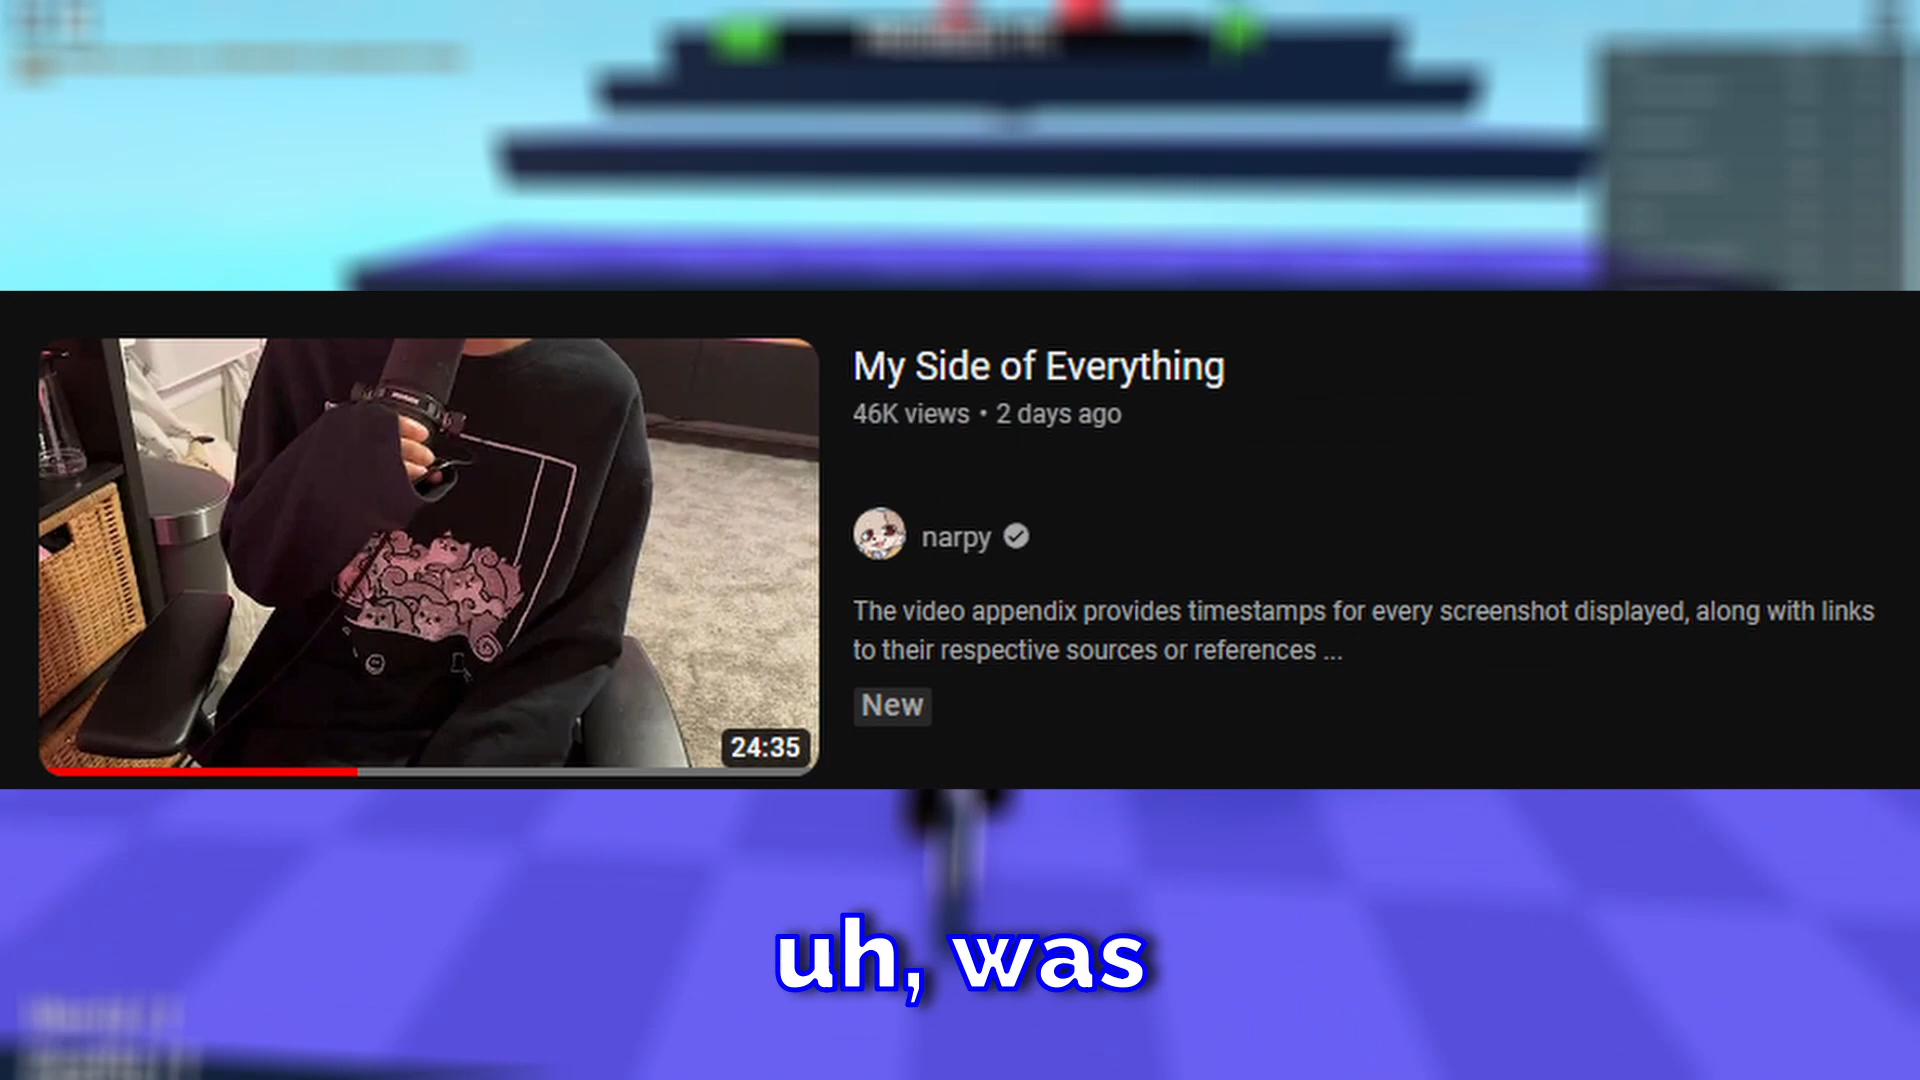 My Side of Everything
46K views • 2 days ago
narpy
The video appendix provides timestamps for every screenshot displayed, along with links
to their respective sources or references ...
New
24:35
uh, was